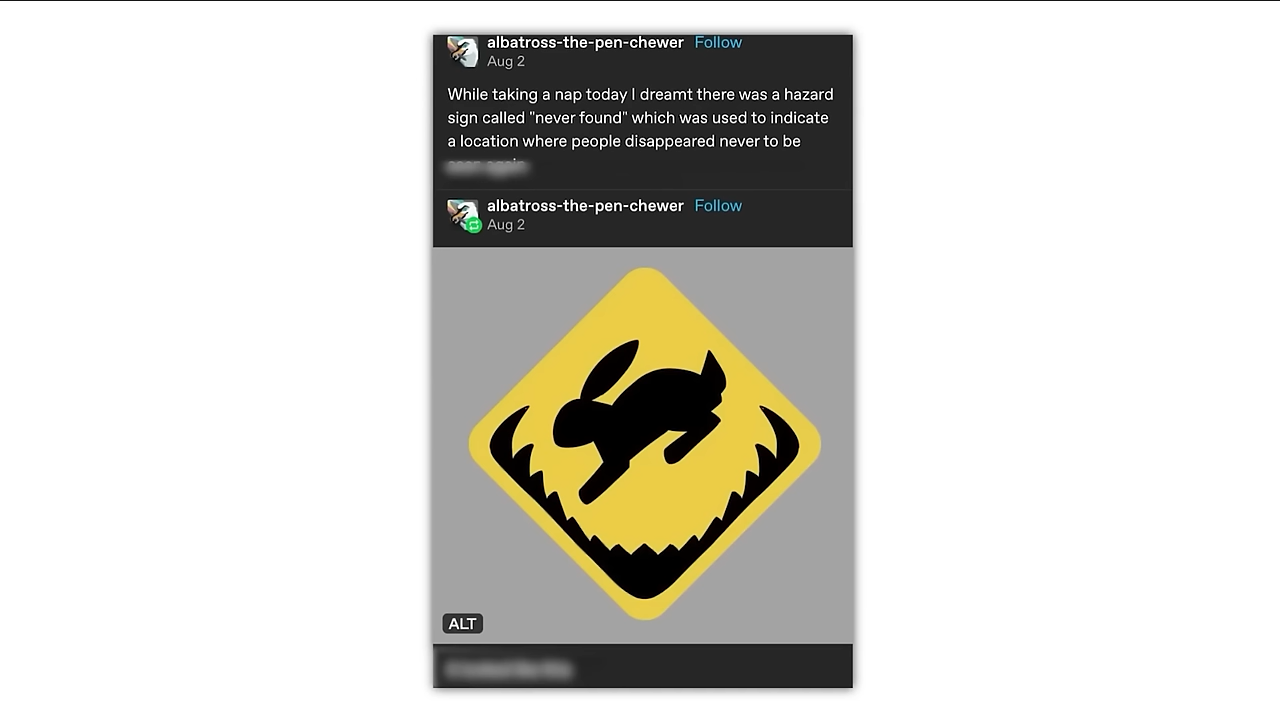 albatross-the-pen-chewer Follow
Aug 2
While taking a nap today I dreamt there was a hazard
sign called "never found" which was used to indicate
a location where people disappeared never to be
albatross-the-pen-chewer Follow
Aug 2
ALT